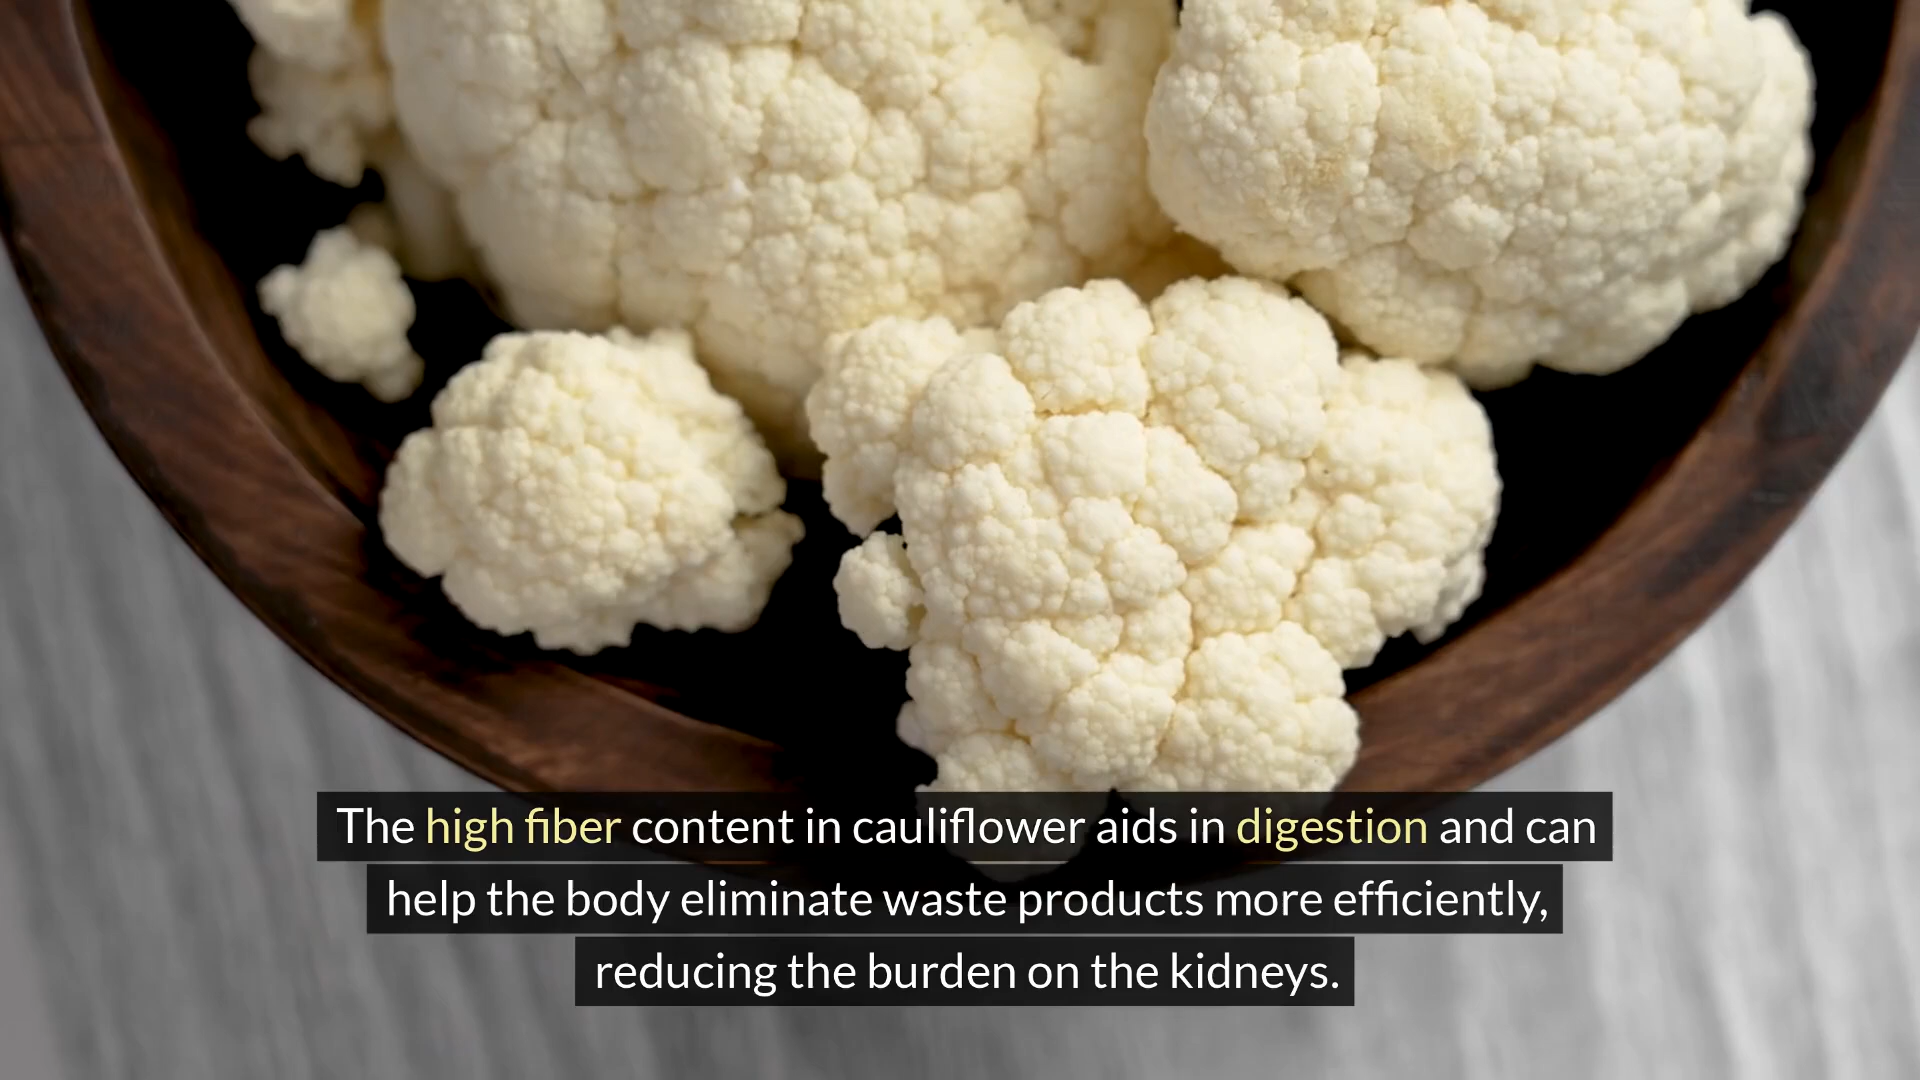 The high fiber content in cauliflower aids in digestion and can
help the body eliminate waste products more efficiently,
reducing the burden on the kidneys.